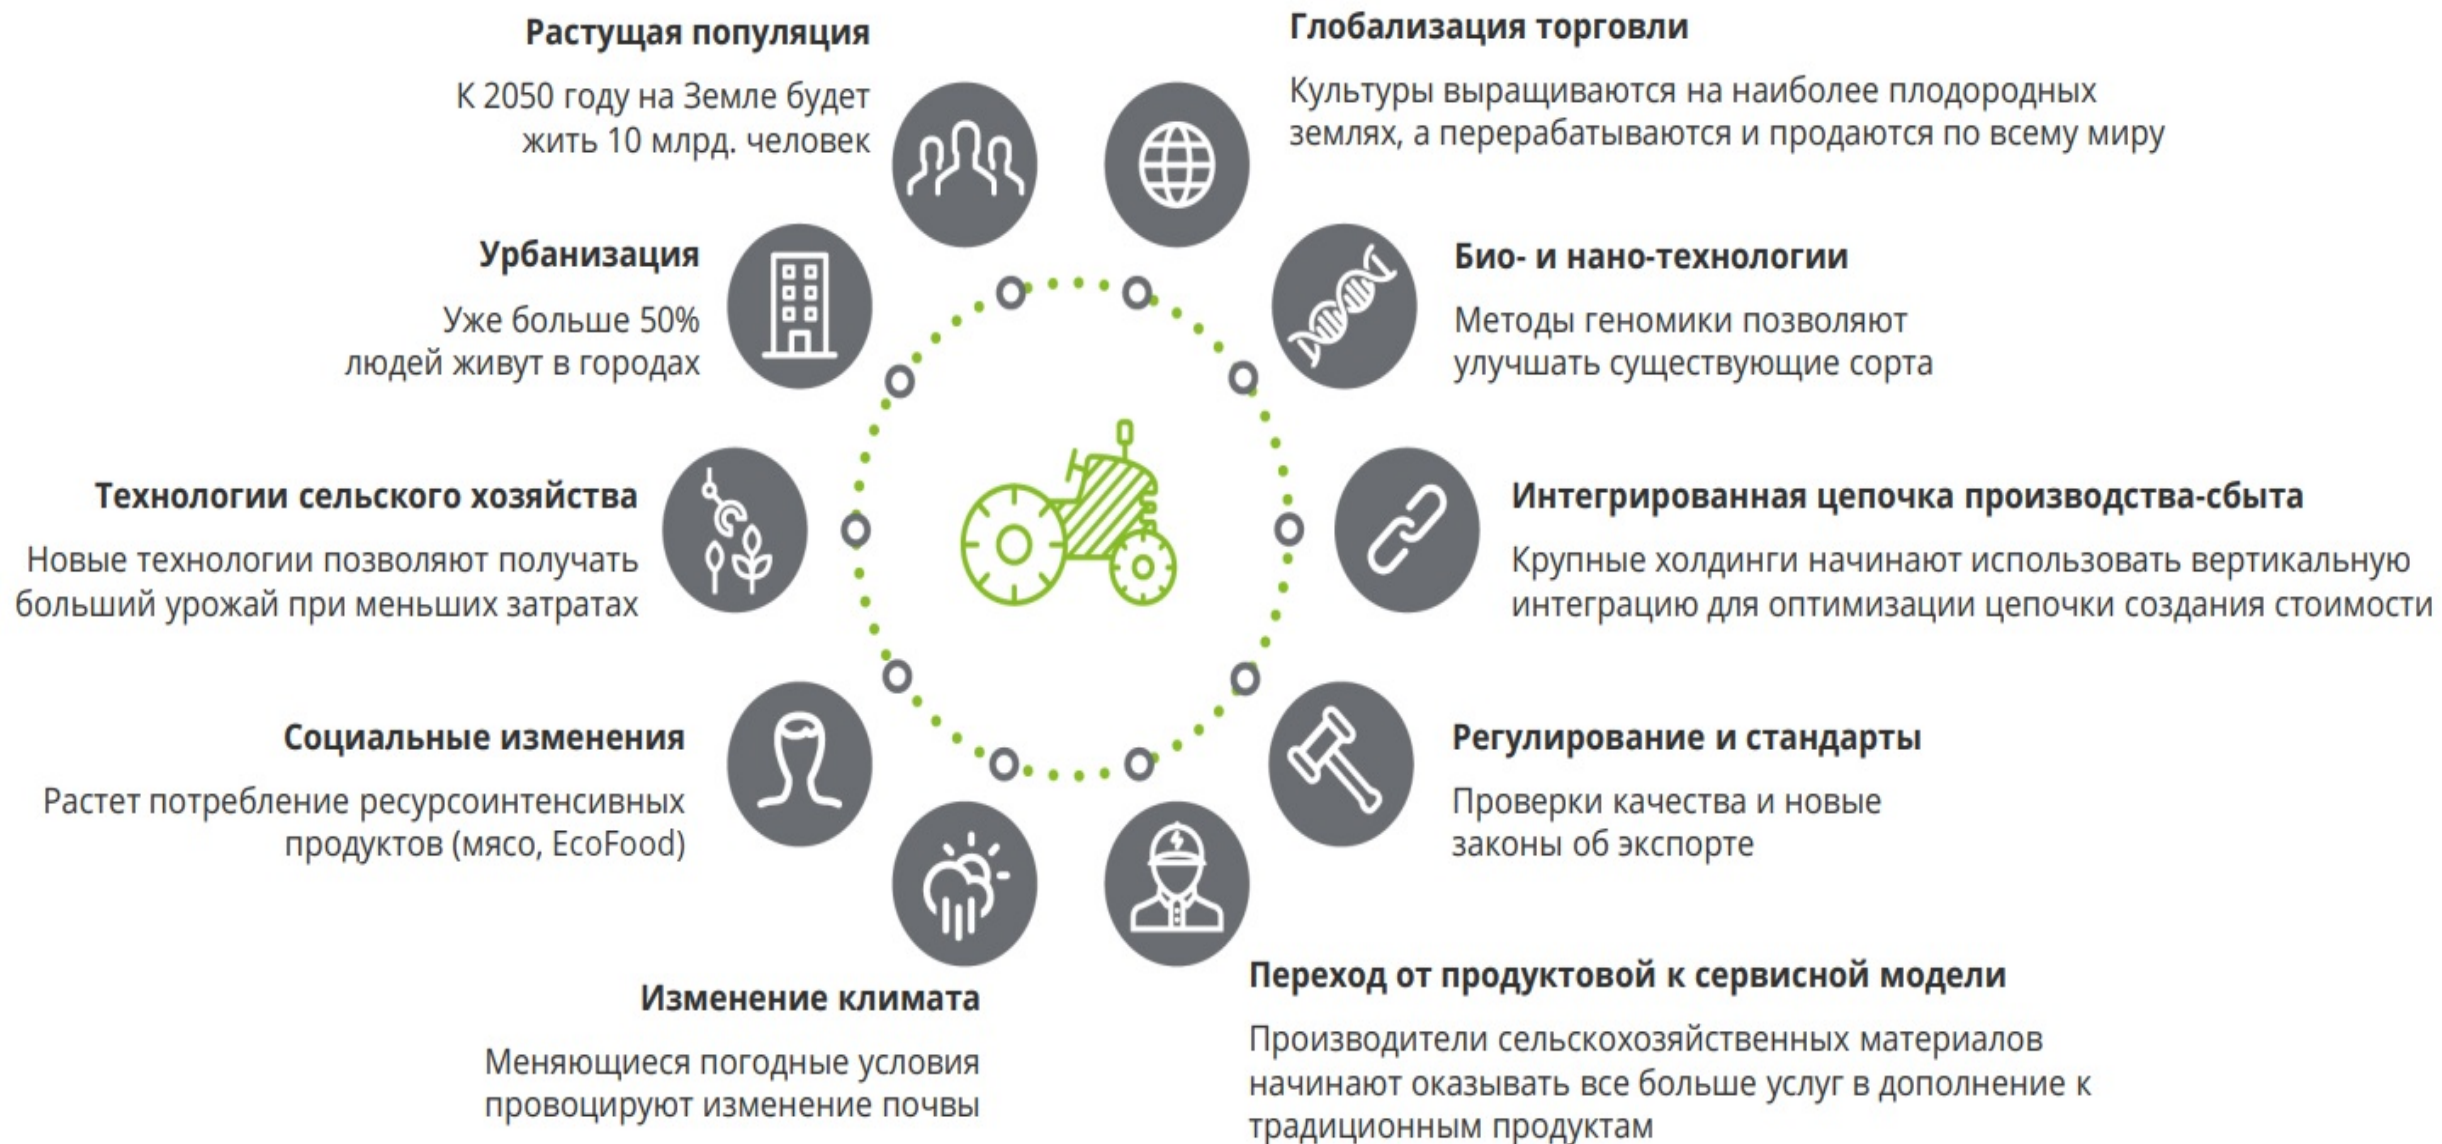 Растущая популяция
К 2050 году на Земле будет
жить 10 млрд. человек
Глобализация торговли
Культуры выращиваются на наиболее плодородных
землях, а перерабатываются и продаются по всему миру
Урбанизация
Уже больше 50%
людей живут в городах
Био- и нано-технологии
Методы геномики позволяют
улучшать существующие сорта
Технологии сельского хозяйства
Новые технологии позволяют получать
больший урожай при меньших затратах
Интегрированная цепочка производства-сбыта
Крупные холдинги начинают использовать вертикальную
интеграцию для оптимизации цепочки создания стоимости
Социальные изменения
Растет потребление ресурсоинтенсивных
продуктов (мясо, EcoFood)
Регулирование и стандарты
Проверки качества и новые
законы об экспорте
Изменение климата
Меняющиеся погодные условия
провоцируют изменение почвы
Переход от продуктовой к сервисной модели
Производители сельскохозяйственных материалов
начинают оказывать все больше услуг в дополнение к
традиционным продуктам